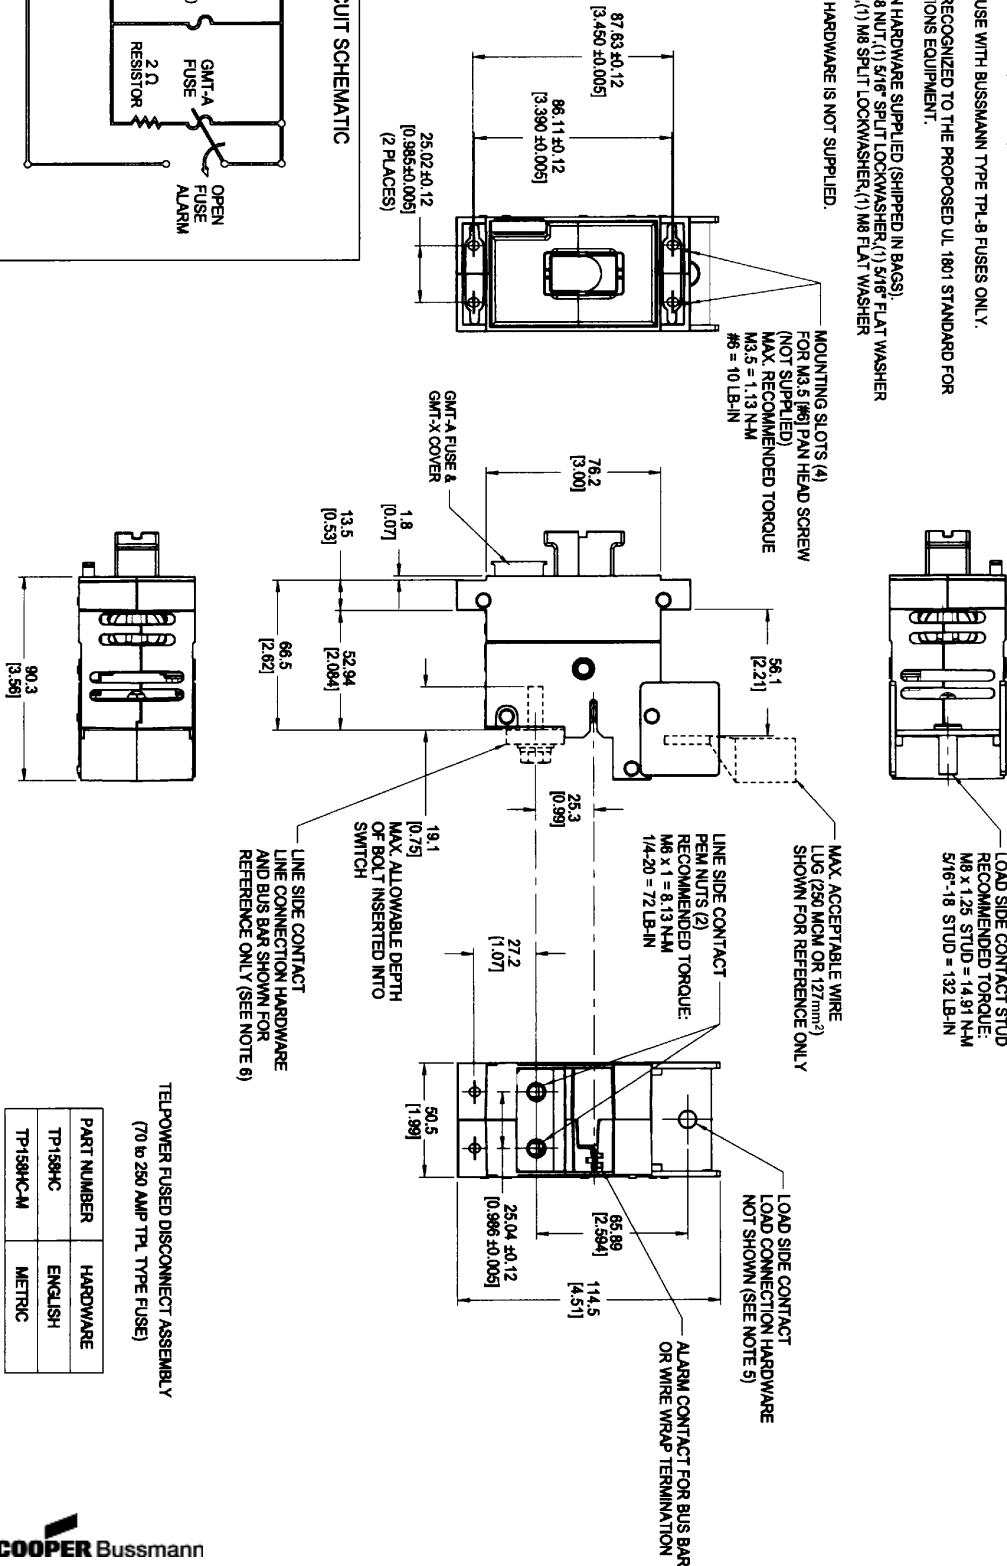 USE WITH BUSSMANN TYPE TPL-B FUSES ONLY.
RECOGNIZED TO THE PROPOSED UL 1801 STANDARD FOR
IONS EQUIPMENT.
N HARDWARE SUPPLIED (SHIPPED IN BAGS).
8 NUT,(1) 5/16" SPLIT LOCKWASHER,(1) 5/16" FLAT WASHER
,(1) M8 SPLIT LOCKWASHER,(1) M8 FLAT WASHER
HARDWARE IS NOT SUPPLIED.
CUIT SCHEMATIC
GMT-A
FUSE
2 Ω
RESISTOR
OPEN
FUSE
ALARM
87.63 ±0.12
[3.450 ±0.005]
86.11 ±0.12
[3.390 ±0.005]
25.02±0.12
[0.985±0.005]
(2 PLACES)
MOUNTING SLOTS (4)
FOR M3.5 [#6] PAN HEAD SCREW
(NOT SUPPLIED)
MAX. RECOMMENDED TORQUE
M3.5 = 1.13 N-M
#6 = 10 LB-IN
GMT-A FUSE &
GMT-X COVER
76.2
[3.00]
1.8
[0.07]
13.5
[0.53]
52.94
[2.084]
66.5
[2.62]
56.1
[2.21]
90.3
[3.56]
LOAD SIDE CONTACT STUD
RECOMMENDED TORQUE:
M8 x 1.25 STUD = 14.91 N-M
5/16"-18 STUD = 132 LB-IN
MAX. ACCEPTABLE WIRE
LUG (250 MCM OR 127mm²)
SHOWN FOR REFERENCE ONLY
25.3
[0.99]
19.1
[0.75]
MAX. ALLOWABLE DEPTH
OF BOLT INSERTED INTO
SWITCH
LINE SIDE CONTACT
LINE CONNECTION HARDWARE
AND BUS BAR SHOWN FOR
REFERENCE ONLY (SEE NOTE 6)
LINE SIDE CONTACT
PEM NUTS (2)
RECOMMENDED TORQUE:
M6 x 1 = 8.13 N-M
1/4-20 = 72 LB-IN
27.2
[1.07]
50.5
[1.99]
25.04 ±0.12
[0.986 ±0.005]
65.89
[2.594]
114.5
[4.51]
LOAD SIDE CONTACT
LOAD CONNECTION HARDWARE
NOT SHOWN (SEE NOTE 5)
ALARM CONTACT FOR BUS BAR
OR WIRE WRAP TERMINATION
TELPOWER FUSED DISCONNECT ASSEMBLY
(70 to 250 AMP TPL TYPE FUSE)
PART NUMBER HARDWARE
TP158HC ENGLISH
TP158HC-M METRIC
COOPER Bussmann